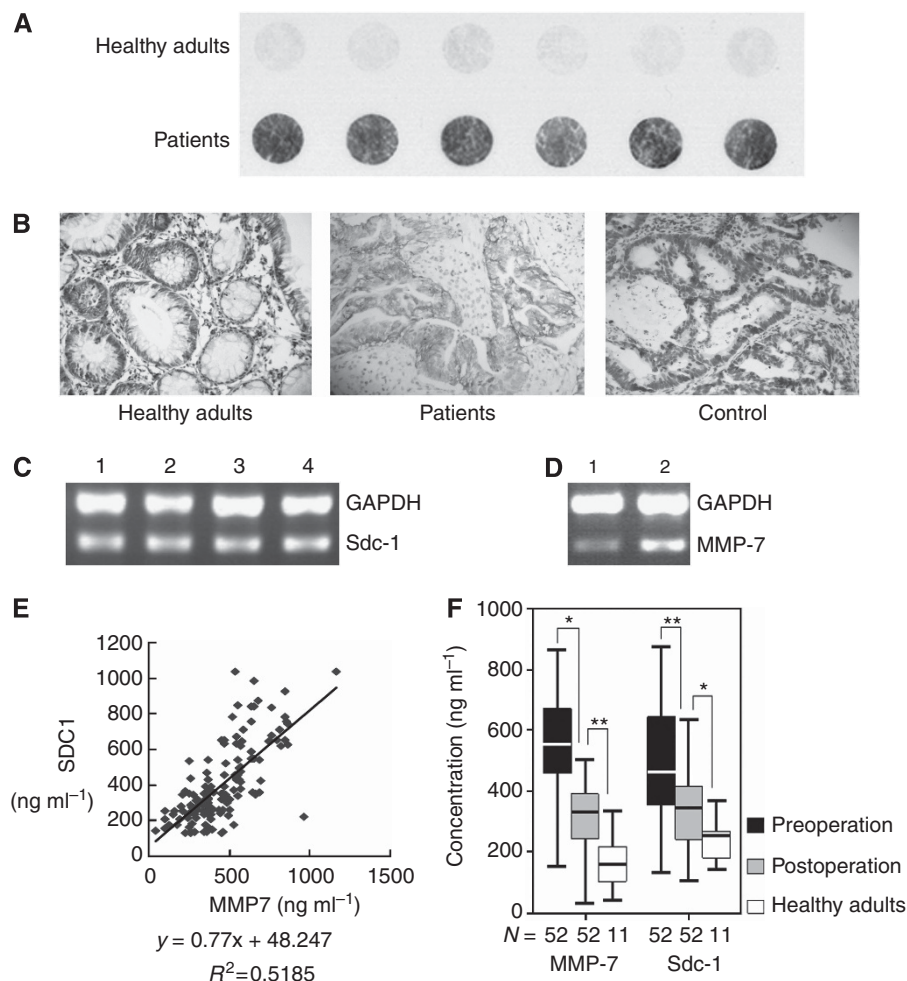 A
Healthy adults
Patients
B
Healthy adults Patients Control
C 1 2 3 4
GAPDH
Sdc-1
D 1 2
GAPDH
MMP-7
E
1200
1000
800
600
400
200
0
SDC1
(ng ml⁻¹)
0 500 1000 1500
MMP7 (ng ml⁻¹)
y = 0.77x + 48.247
R²=0.5185
F
1000
800
600
400
200
0
Concentration (ng ml⁻¹)
* **
** *
Preoperation
Postoperation
Healthy adults
N = 52 52 11 52 52 11
MMP-7 Sdc-1